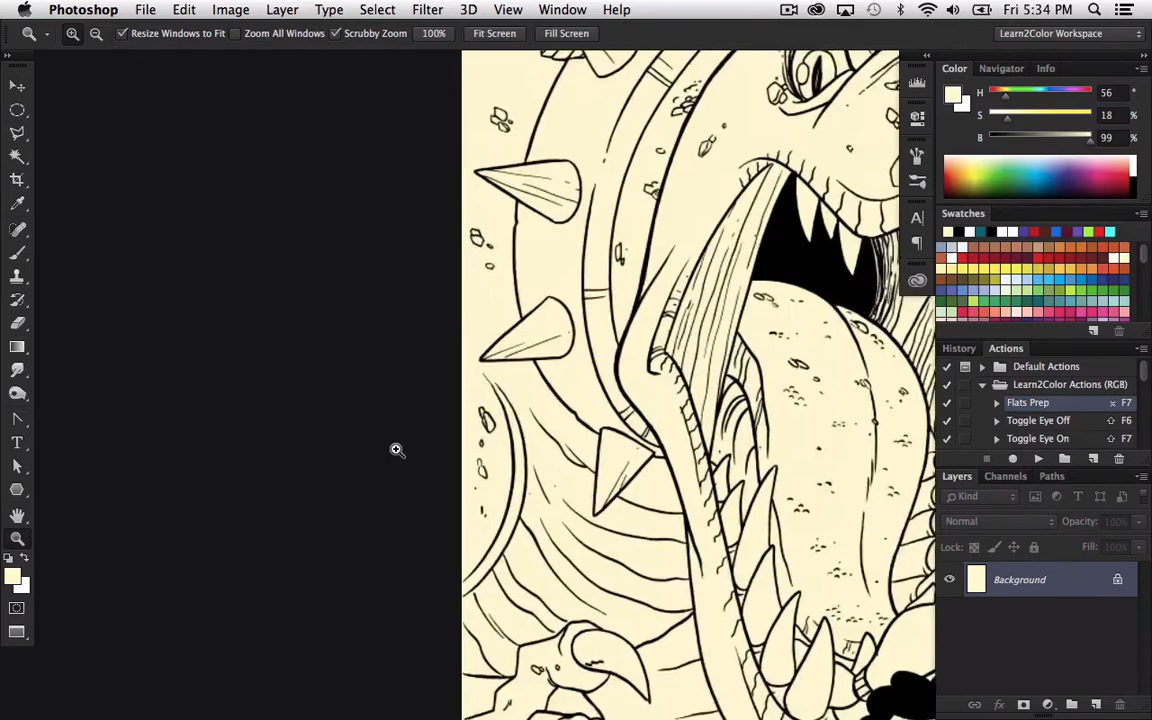 Photoshop File Edit Image Layer Type Select Filter 3D View Window Help Fri 5:34 PM
Resize Windows to Fit Zoom All Windows Scrubby Zoom 100% Fit Screen Fill Screen Learn2Color Workspace
Color Navigator Info
H 56 °
S 18 %
B 99 %
Swatches
History Actions
Default Actions
Learn2Color Actions (RGB)
Flats Prep F7
Toggle Eye Off F6
Toggle Eye On F7
Layers Channels Paths
Kind
Normal Opacity: 100%
Lock: Fill: 100%
Background